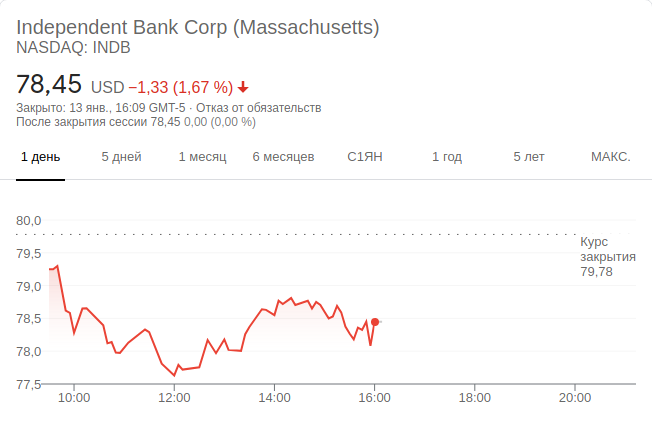 Independent Bank Corp (Massachusetts)
NASDAQ: INDB
78,45 USD −1,33 (1,67 %)
Закрыто: 13 янв., 16:09 GMT-5 · Отказ от обязательств
После закрытия сессии 78,45 0,00 (0,00 %)
1 день 5 дней 1 месяц 6 месяцев С1ЯН 1 год 5 лет МАКС.
80,0
Курс
79,5
закрытия
79,78
79,0
78,5
78,0
77,5
10:00 12:00 14:00 16:00 18:00 20:00